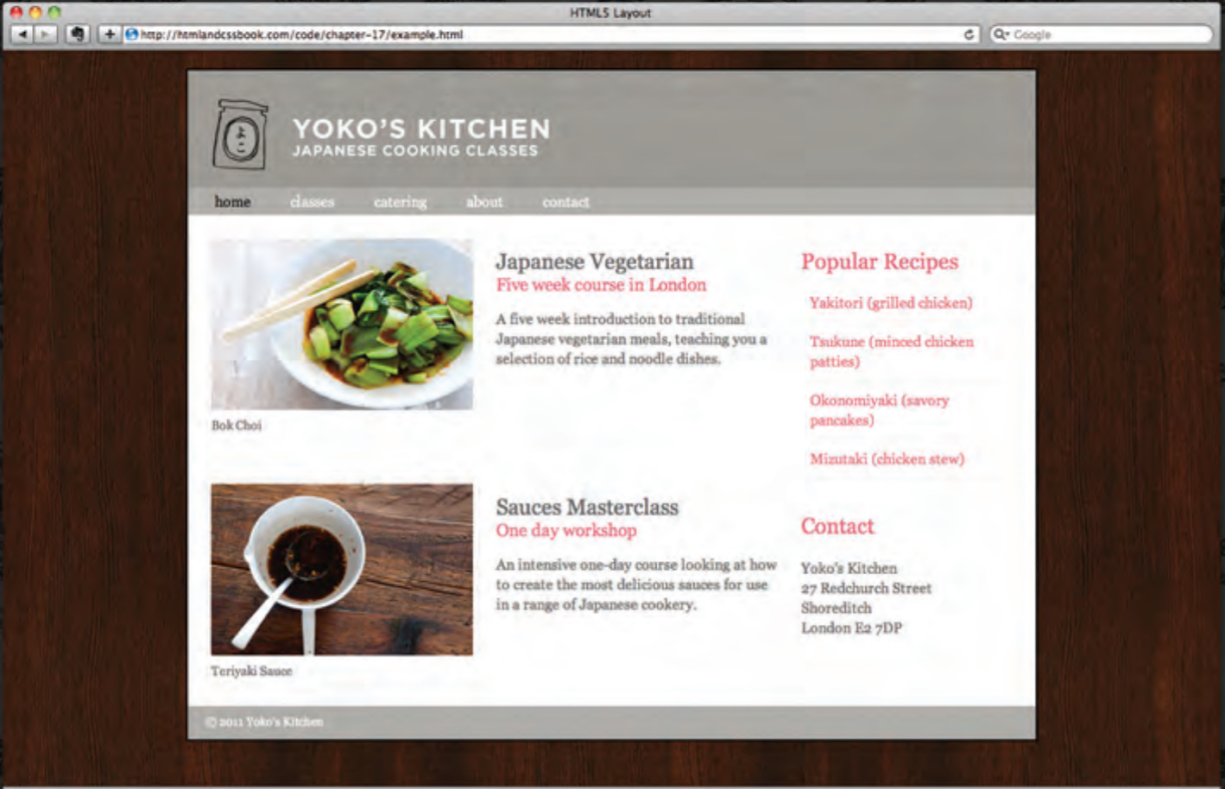 HTML5 Layout
http://htmlandcssbook.com/code/chapter-17/example.html
Google
よこ
YOKO'S KITCHEN
JAPANESE COOKING CLASSES
home classes catering about contact
Japanese Vegetarian
Five week course in London
A five week introduction to traditional
Japanese vegetarian meals, teaching you a
selection of rice and noodle dishes.
Bok Choi
Sauces Masterclass
One day workshop
An intensive one-day course looking at how
to create the most delicious sauces for use
in a range of Japanese cookery.
Teriyaki Sauce
Popular Recipes
Yakitori (grilled chicken)
Tsukune (minced chicken
patties)
Okonomiyaki (savory
pancakes)
Mizutaki (chicken stew)
Contact
Yoko's Kitchen
27 Redchurch Street
Shoreditch
London E2 7DP
© 2011 Yoko's Kitchen